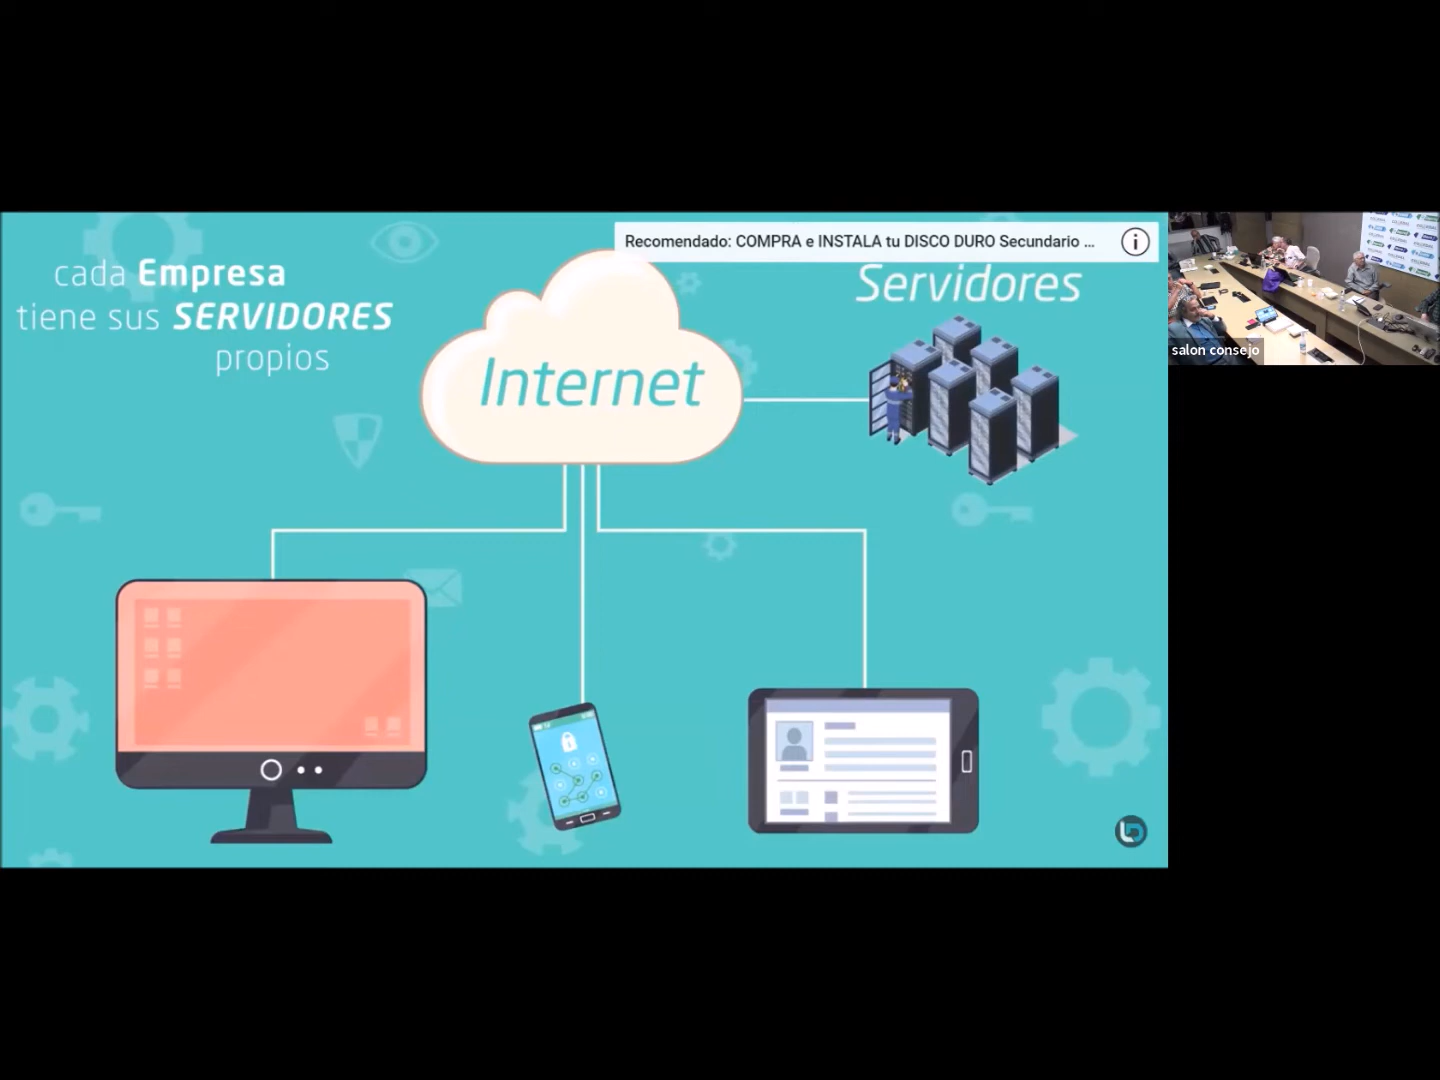 cada Empresa
tiene sus SERVIDORES
propios
Recomendado: COMPRA e INSTALA tu DISCO DURO Secundario ...
Servidores
Internet
salon consejo